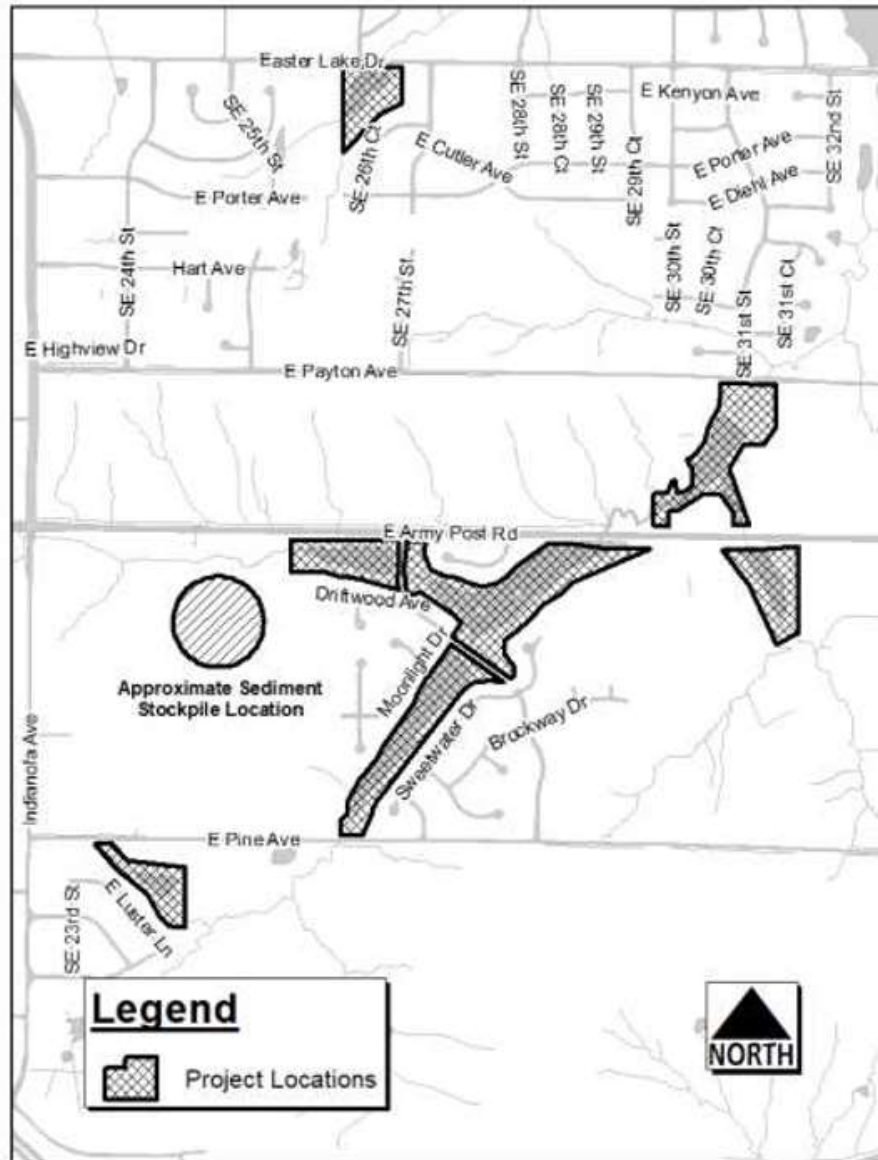 Easter Lake Dr
SE 25th St
SE 26th Ct
E Cutler Ave
SE 28th St
SE 28th Ct
SE 29th St
SE 29th Ct
E Kenyon Ave
E Porter Ave
E Diehl Ave
SE 32nd St
E Porter Ave
SE 24th St
Hart Ave
SE 27th St
SE 30th St
SE 30th Ct
SE 31st St
SE 31st Ct
E Highview Dr
E Payton Ave
E Army Post Rd
Driftwood Ave
Approximate Sediment
Stockpile Location
Moonlight Dr
Sweetwater Dr
Brockway Dr
Indianola Ave
E Pine Ave
SE 23rd St
E Luster Ln
Legend
Project Locations
NORTH